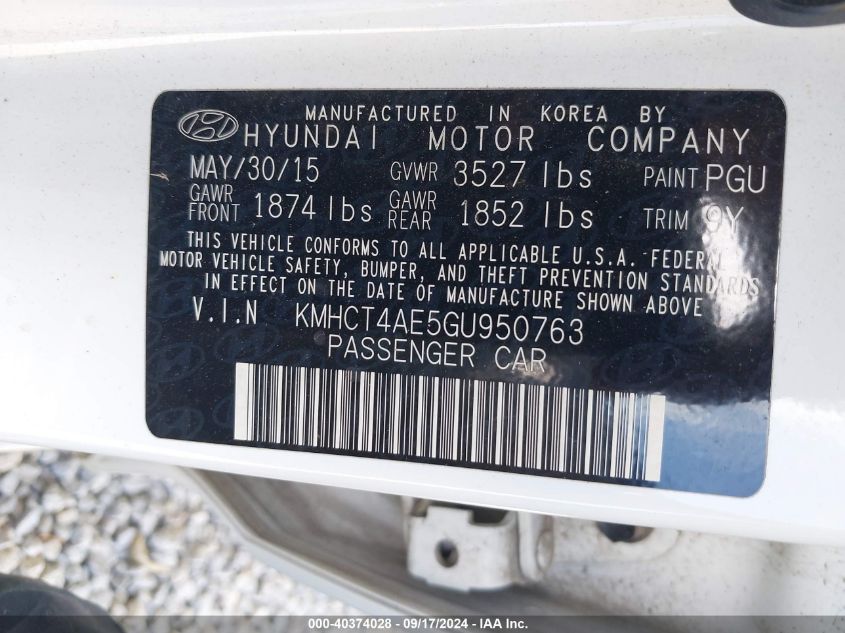 MANUFACTURED IN KOREA BY
HYUNDAI MOTOR COMPANY
MAY/30/15 GVWR 3527 lbs PAINT PGU
GAWR FRONT 1874 lbs GAWR REAR 1852 lbs TRIM 9Y
THIS VEHICLE CONFORMS TO ALL APPLICABLE U.S.A. FEDERAL
MOTOR VEHICLE SAFETY, BUMPER, AND THEFT PREVENTION STANDARDS
IN EFFECT ON THE DATE OF MANUFACTURE SHOWN ABOVE
V.I.N KMHCT4AE5GU950763
PASSENGER CAR
000-40374028 - 09/17/2024 - IAA Inc.